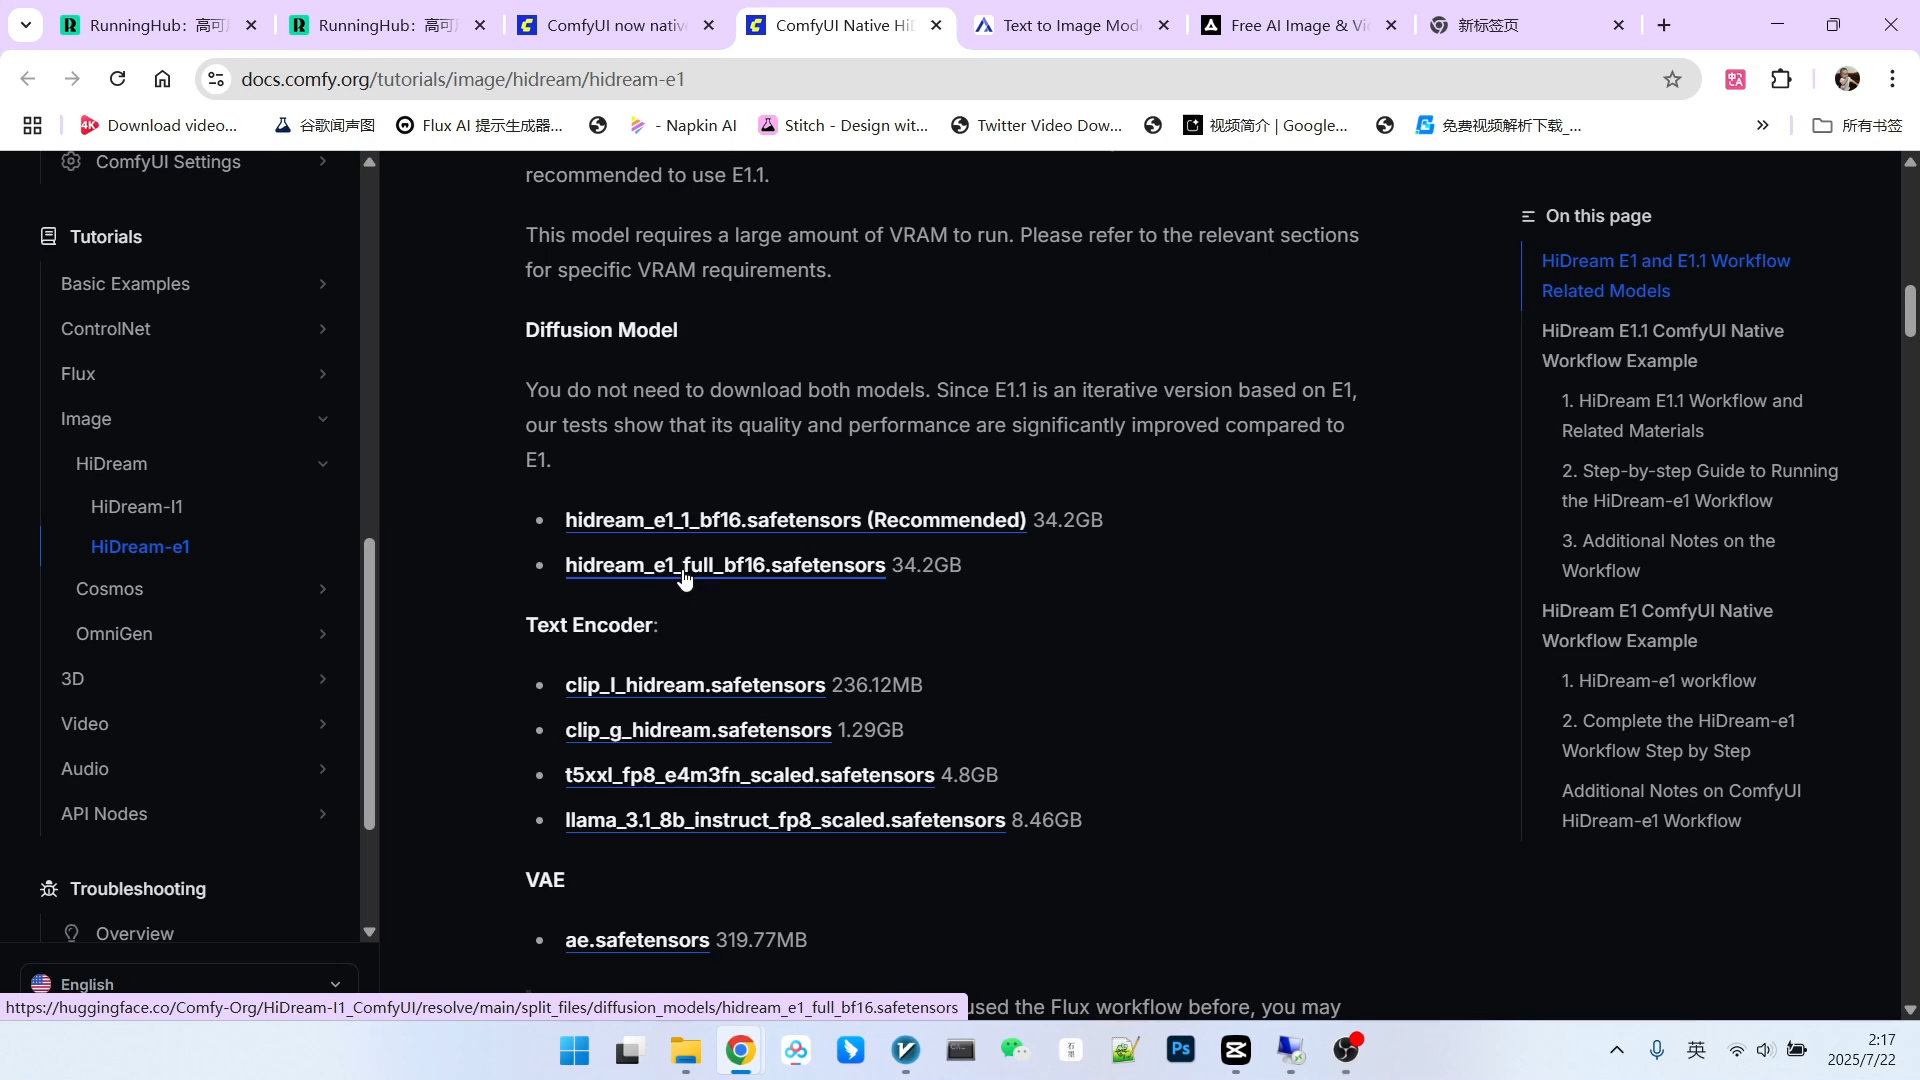 RunningHub: 高可
RunningHub: 高可
ComfyUI now nativ
ComfyUI Native Hi
Text to Image Mod
Free AI Image & Vi
新标签页
docs.comfy.org/tutorials/image/hidream/hidream-e1
Download video...
谷歌闻声图
Flux AI 提示生成器...
- Napkin AI
Stitch - Design wit...
Twitter Video Dow...
视频简介 | Google...
免费视频解析下载_...
所有书签
ComfyUI Settings
Tutorials
Basic Examples
ControlNet
Flux
Image
HiDream
HiDream-I1
HiDream-e1
Cosmos
OmniGen
3D
Video
Audio
API Nodes
Troubleshooting
Overview
English
recommended to use E1.1.
This model requires a large amount of VRAM to run. Please refer to the relevant sections
for specific VRAM requirements.
Diffusion Model
You do not need to download both models. Since E1.1 is an iterative version based on E1,
our tests show that its quality and performance are significantly improved compared to
E1.
hidream_e1_1_bf16.safetensors (Recommended) 34.2GB
hidream_e1_full_bf16.safetensors 34.2GB
Text Encoder:
clip_l_hidream.safetensors 236.12MB
clip_g_hidream.safetensors 1.29GB
t5xxl_fp8_e4m3fn_scaled.safetensors 4.8GB
llama_3.1_8b_instruct_fp8_scaled.safetensors 8.46GB
VAE
ae.safetensors 319.77MB
used the Flux workflow before, you may
On this page
HiDream E1 and E1.1 Workflow
Related Models
HiDream E1.1 ComfyUI Native
Workflow Example
1. HiDream E1.1 Workflow and
Related Materials
2. Step-by-step Guide to Running
the HiDream-e1 Workflow
3. Additional Notes on the
Workflow
HiDream E1 ComfyUI Native
Workflow Example
1. HiDream-e1 workflow
2. Complete the HiDream-e1
Workflow Step by Step
Additional Notes on ComfyUI
HiDream-e1 Workflow
https://huggingface.co/Comfy-Org/HiDream-I1_ComfyUI/resolve/main/split_files/diffusion_models/hidream_e1_full_bf16.safetensors
英
2:17
2025/7/22